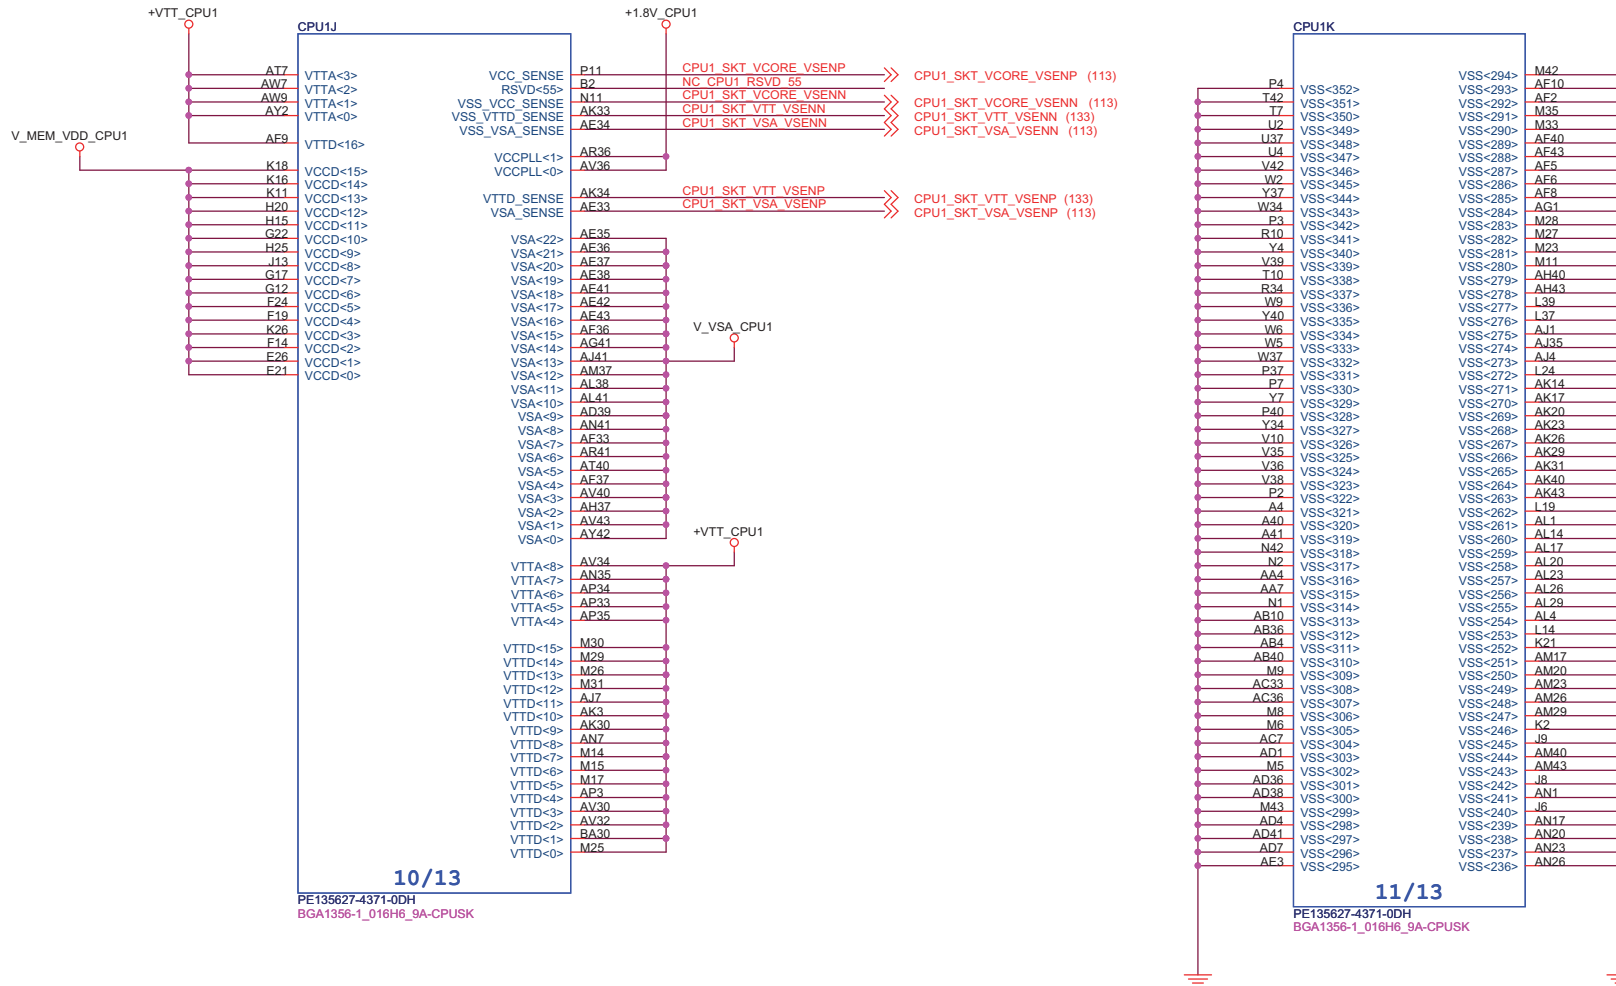 +VTT_CPU1
+1.8V_CPU1
V_MEM_VDD_CPU1
CPU1J
AT7 VTTA<3>
AW7 VTTA<2>
AW9 VTTA<1>
AY2 VTTA<0>
AF9 VTTD<16>
K18 VCCD<15>
K16 VCCD<14>
K11 VCCD<13>
H20 VCCD<12>
H15 VCCD<11>
G22 VCCD<10>
H25 VCCD<9>
J13 VCCD<8>
G17 VCCD<7>
G12 VCCD<6>
F24 VCCD<5>
F19 VCCD<4>
K26 VCCD<3>
F14 VCCD<2>
E26 VCCD<1>
E21 VCCD<0>
VCC_SENSE P11 CPU1_SKT_VCORE_VSENP CPU1_SKT_VCORE_VSENP (113)
RSVD<55> B2 NC_CPU1_RSVD_55
VSS_VCC_SENSE N11 CPU1_SKT_VCORE_VSENN CPU1_SKT_VCORE_VSENN (113)
VSS_VTTD_SENSE AK33 CPU1_SKT_VTT_VSENN CPU1_SKT_VTT_VSENN (133)
VSS_VSA_SENSE AE34 CPU1_SKT_VSA_VSENN CPU1_SKT_VSA_VSENN (113)
VCCPLL<1> AR36
VCCPLL<0> AV36
VTTD_SENSE AK34 CPU1_SKT_VTT_VSENP CPU1_SKT_VTT_VSENP (133)
VSA_SENSE AE33 CPU1_SKT_VSA_VSENP CPU1_SKT_VSA_VSENP (113)
VSA<22> AE35
VSA<21> AE36
VSA<20> AE37
VSA<19> AE38
VSA<18> AE41
VSA<17> AE42
VSA<16> AE43
VSA<15> AF36
VSA<14> AG41
VSA<13> AJ41
VSA<12> AM37
VSA<11> AL38
VSA<10> AL41
VSA<9> AD39
VSA<8> AN41
VSA<7> AF33
VSA<6> AR41
VSA<5> AT40
VSA<4> AF37
VSA<3> AV40
VSA<2> AH37
VSA<1> AV43
VSA<0> AY42
V_VSA_CPU1
+VTT_CPU1
VTTA<8> AV34
VTTA<7> AN35
VTTA<6> AP34
VTTA<5> AP33
VTTA<4> AP35
VTTD<15> M30
VTTD<14> M29
VTTD<13> M26
VTTD<12> M31
VTTD<11> AJ7
VTTD<10> AK3
VTTD<9> AK30
VTTD<8> AN7
VTTD<7> M14
VTTD<6> M15
VTTD<5> M17
VTTD<4> AP3
VTTD<3> AV30
VTTD<2> AV32
VTTD<1> BA30
VTTD<0> M25
10/13
PE135627-4371-0DH
BGA1356-1_016H6_9A-CPUSK
CPU1K
P4 VSS<352>
T42 VSS<351>
T7 VSS<350>
U2 VSS<349>
U37 VSS<348>
U4 VSS<347>
V42 VSS<346>
W2 VSS<345>
Y37 VSS<344>
W34 VSS<343>
P3 VSS<342>
R10 VSS<341>
Y4 VSS<340>
V39 VSS<339>
T10 VSS<338>
R34 VSS<337>
W9 VSS<336>
Y40 VSS<335>
W6 VSS<334>
W5 VSS<333>
W37 VSS<332>
P37 VSS<331>
P7 VSS<330>
Y7 VSS<329>
P40 VSS<328>
Y34 VSS<327>
V10 VSS<326>
V35 VSS<325>
V36 VSS<324>
V38 VSS<323>
P2 VSS<322>
A4 VSS<321>
A40 VSS<320>
A41 VSS<319>
N42 VSS<318>
N2 VSS<317>
AA4 VSS<316>
AA7 VSS<315>
N1 VSS<314>
AB10 VSS<313>
AB36 VSS<312>
AB4 VSS<311>
AB40 VSS<310>
M9 VSS<309>
AC33 VSS<308>
AC36 VSS<307>
M8 VSS<306>
M6 VSS<305>
AC7 VSS<304>
AD1 VSS<303>
M5 VSS<302>
AD36 VSS<301>
AD38 VSS<300>
M43 VSS<299>
AD4 VSS<298>
AD41 VSS<297>
AD7 VSS<296>
AE3 VSS<295>
VSS<294> M42
VSS<293> AF10
VSS<292> AF2
VSS<291> M35
VSS<290> M33
VSS<289> AF40
VSS<288> AF43
VSS<287> AF5
VSS<286> AF6
VSS<285> AF8
VSS<284> AG1
VSS<283> M28
VSS<282> M27
VSS<281> M23
VSS<280> M11
VSS<279> AH40
VSS<278> AH43
VSS<277> L39
VSS<276> L37
VSS<275> AJ1
VSS<274> AJ35
VSS<273> AJ4
VSS<272> L24
VSS<271> AK14
VSS<270> AK17
VSS<269> AK20
VSS<268> AK23
VSS<267> AK26
VSS<266> AK29
VSS<265> AK31
VSS<264> AK40
VSS<263> AK43
VSS<262> L19
VSS<261> AL1
VSS<260> AL14
VSS<259> AL17
VSS<258> AL20
VSS<257> AL23
VSS<256> AL26
VSS<255> AL29
VSS<254> AL4
VSS<253> L14
VSS<252> K21
VSS<251> AM17
VSS<250> AM20
VSS<249> AM23
VSS<248> AM26
VSS<247> AM29
VSS<246> K2
VSS<245> J9
VSS<244> AM40
VSS<243> AM43
VSS<242> J8
VSS<241> AN1
VSS<240> J6
VSS<239> AN17
VSS<238> AN20
VSS<237> AN23
VSS<236> AN26
11/13
PE135627-4371-0DH
BGA1356-1_016H6_9A-CPUSK